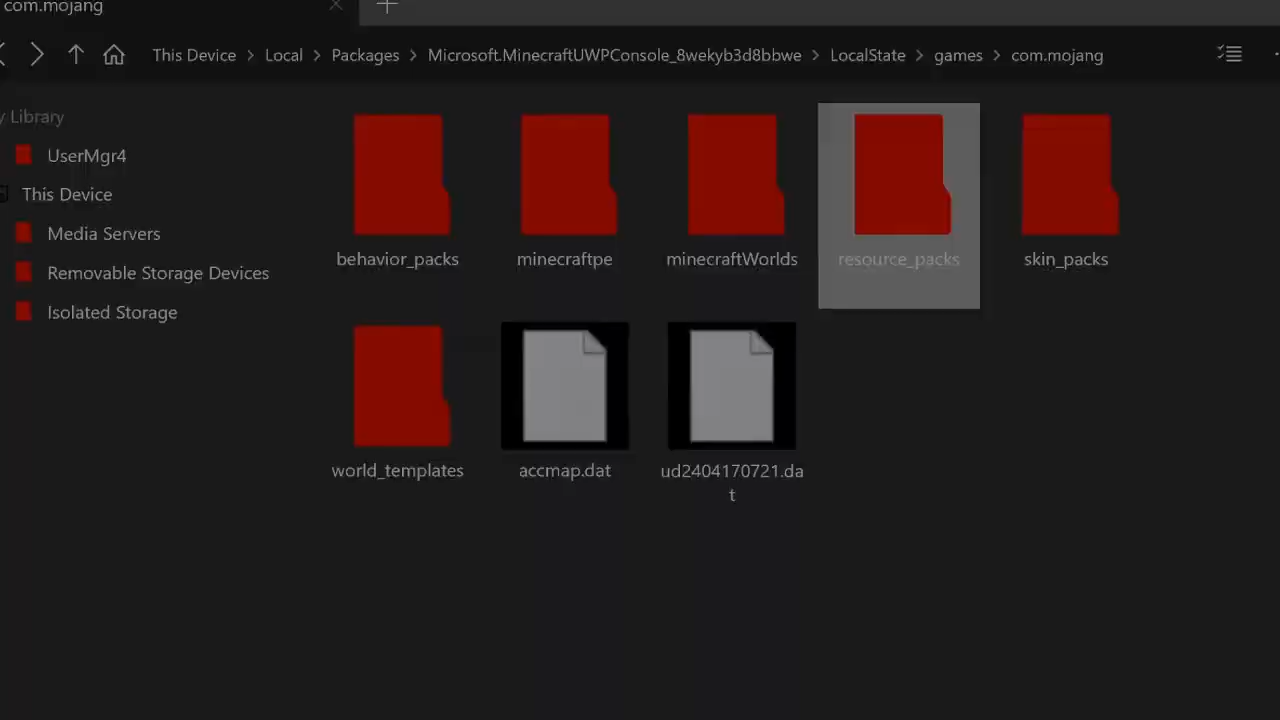 com.mojang
This Device > Local > Packages > Microsoft.MinecraftUWPConsole_8wekyb3d8bbwe > LocalState > games > com.mojang
y Library
UserMgr4
This Device
Media Servers
Removable Storage Devices
Isolated Storage
behavior_packs
minecraftpe
minecraftWorlds
resource_packs
skin_packs
world_templates
accmap.dat
ud2404170721.da
t